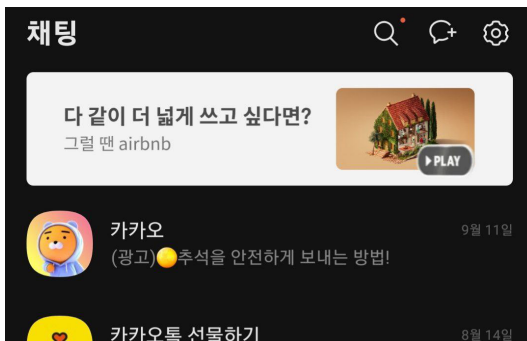 채팅
다 같이 더 넓게 쓰고 싶다면?
그럴 땐 airbnb
▶PLAY
카카오
9월 11일
(광고)🌕추석을 안전하게 보내는 방법!
카카오톡 선물하기
8월 14일